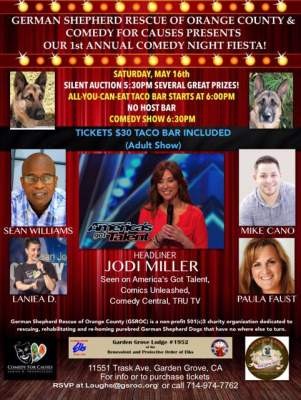 GERMAN SHEPHERD RESCUE OF ORANGE COUNTY &
COMEDY FOR CAUSES PRESENTS
OUR 1st ANNUAL COMEDY NIGHT FIESTA!
SATURDAY, MAY 16th
SILENT AUCTION 5:30PM SEVERAL GREAT PRIZES!
ALL-YOU-CAN-EAT TACO BAR STARTS AT 6:00PM
NO HOST BAR
COMEDY SHOW 6:30PM
TICKETS $30 TACO BAR INCLUDED
(Adult Show)
America's
got Talent
SEAN WILLIAMS
MIKE CANO
HEADLINER
JODI MILLER
Seen on America's Got Talent,
Comics Unleashed,
Comedy Central, TRU TV
LANIEA D.
PAULA FAUST
German Shepherd Rescue of Orange County (GSROC) is a non profit 501(c)3 charity organization dedicated to
rescuing, rehabilitating and re-homing purebred German Shepherd Dogs that have no where else to turn.
Garden Grove Lodge #1952
of the
Benevolent and Protective Order of Elks
COMEDY FOR CAUSES
11551 Trask Ave, Garden Grove, CA
For info or to purchase tickets
RSVP at Laughs@gsroc.org or call 714-974-7762